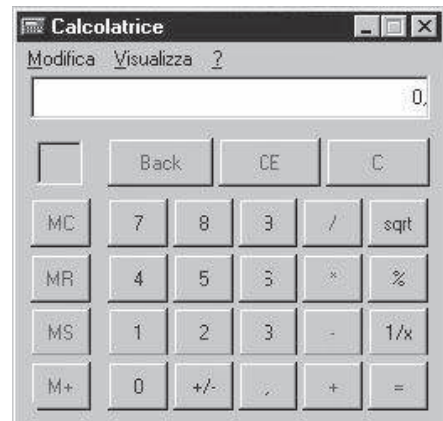 Calcolatrice
Modifica Visualizza ?
0,
Back CE C
MC 7 8 9 / sqrt
MR 4 5 6 * %
MS 1 2 3 - 1/x
M+ 0 +/- , + =